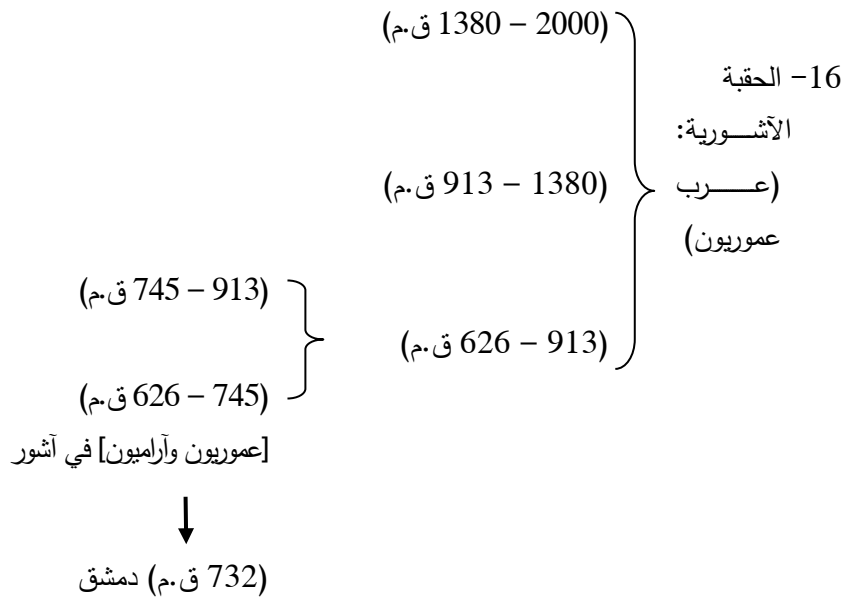 16- الحقبة
الآشـــورية:
(عـــــرب
عموريون)
(2000 – 1380 ق.م)
(1380 – 913 ق.م)
(913 – 626 ق.م)
(913 – 745 ق.م)
(745 – 626 ق.م)
[عموريون وآراميون] في آشور
(732 ق.م) دمشق